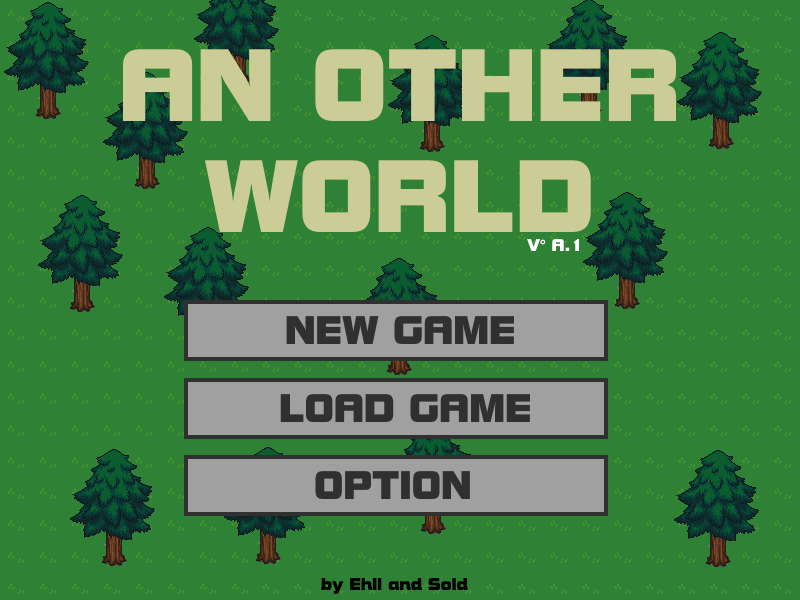 AN OTHER
WORLD
V° A.1
NEW GAME
LOAD GAME
OPTION
by Ehll and Sold